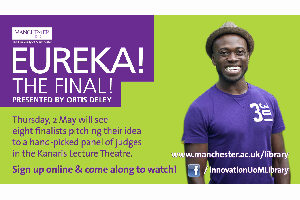 MANCHESTER
EUREKA!
THE FINAL!
PRESENTED BY ORTIS DELEY
Thursday, 2 May will see
eight finalists pitching their idea
to a hand-picked panel of judges
in the Kanaris Lecture Theatre.
Sign up online & come along to watch!
www.manchester.ac.uk/library
/InnovationUoMLibrary